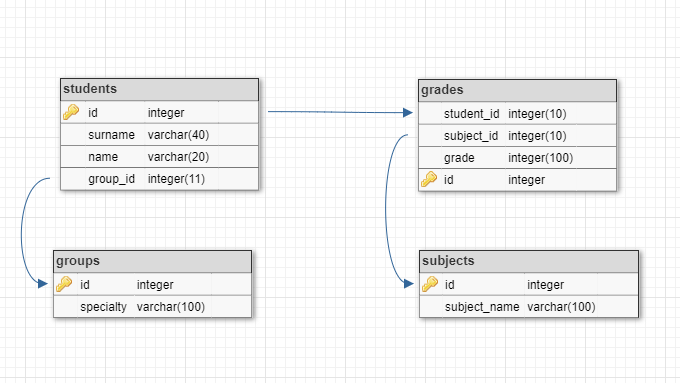 students
id integer
surname varchar(40)
name varchar(20)
group_id integer(11)
grades
student_id integer(10)
subject_id integer(10)
grade integer(100)
id integer
groups
id integer
specialty varchar(100)
subjects
id integer
subject_name varchar(100)